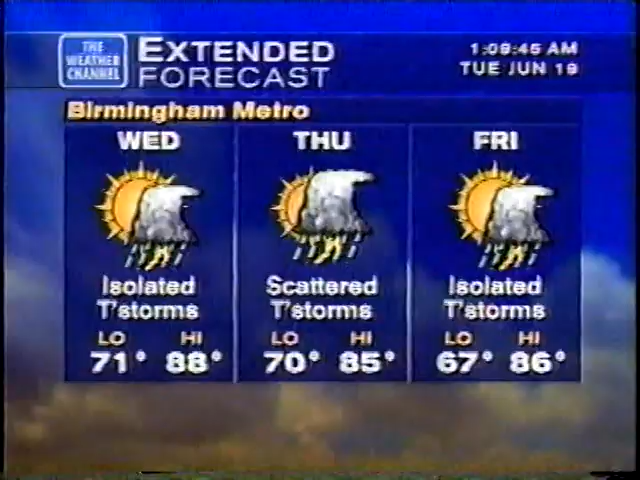 THE
WEATHER
CHANNEL
EXTENDED
FORECAST
1:09:45 AM
TUE JUN 19
Birmingham Metro
WED THU FRI
Isolated Scattered Isolated
T'storms T'storms T'storms
LO HI LO HI LO HI
71° 88° 70° 85° 67° 86°